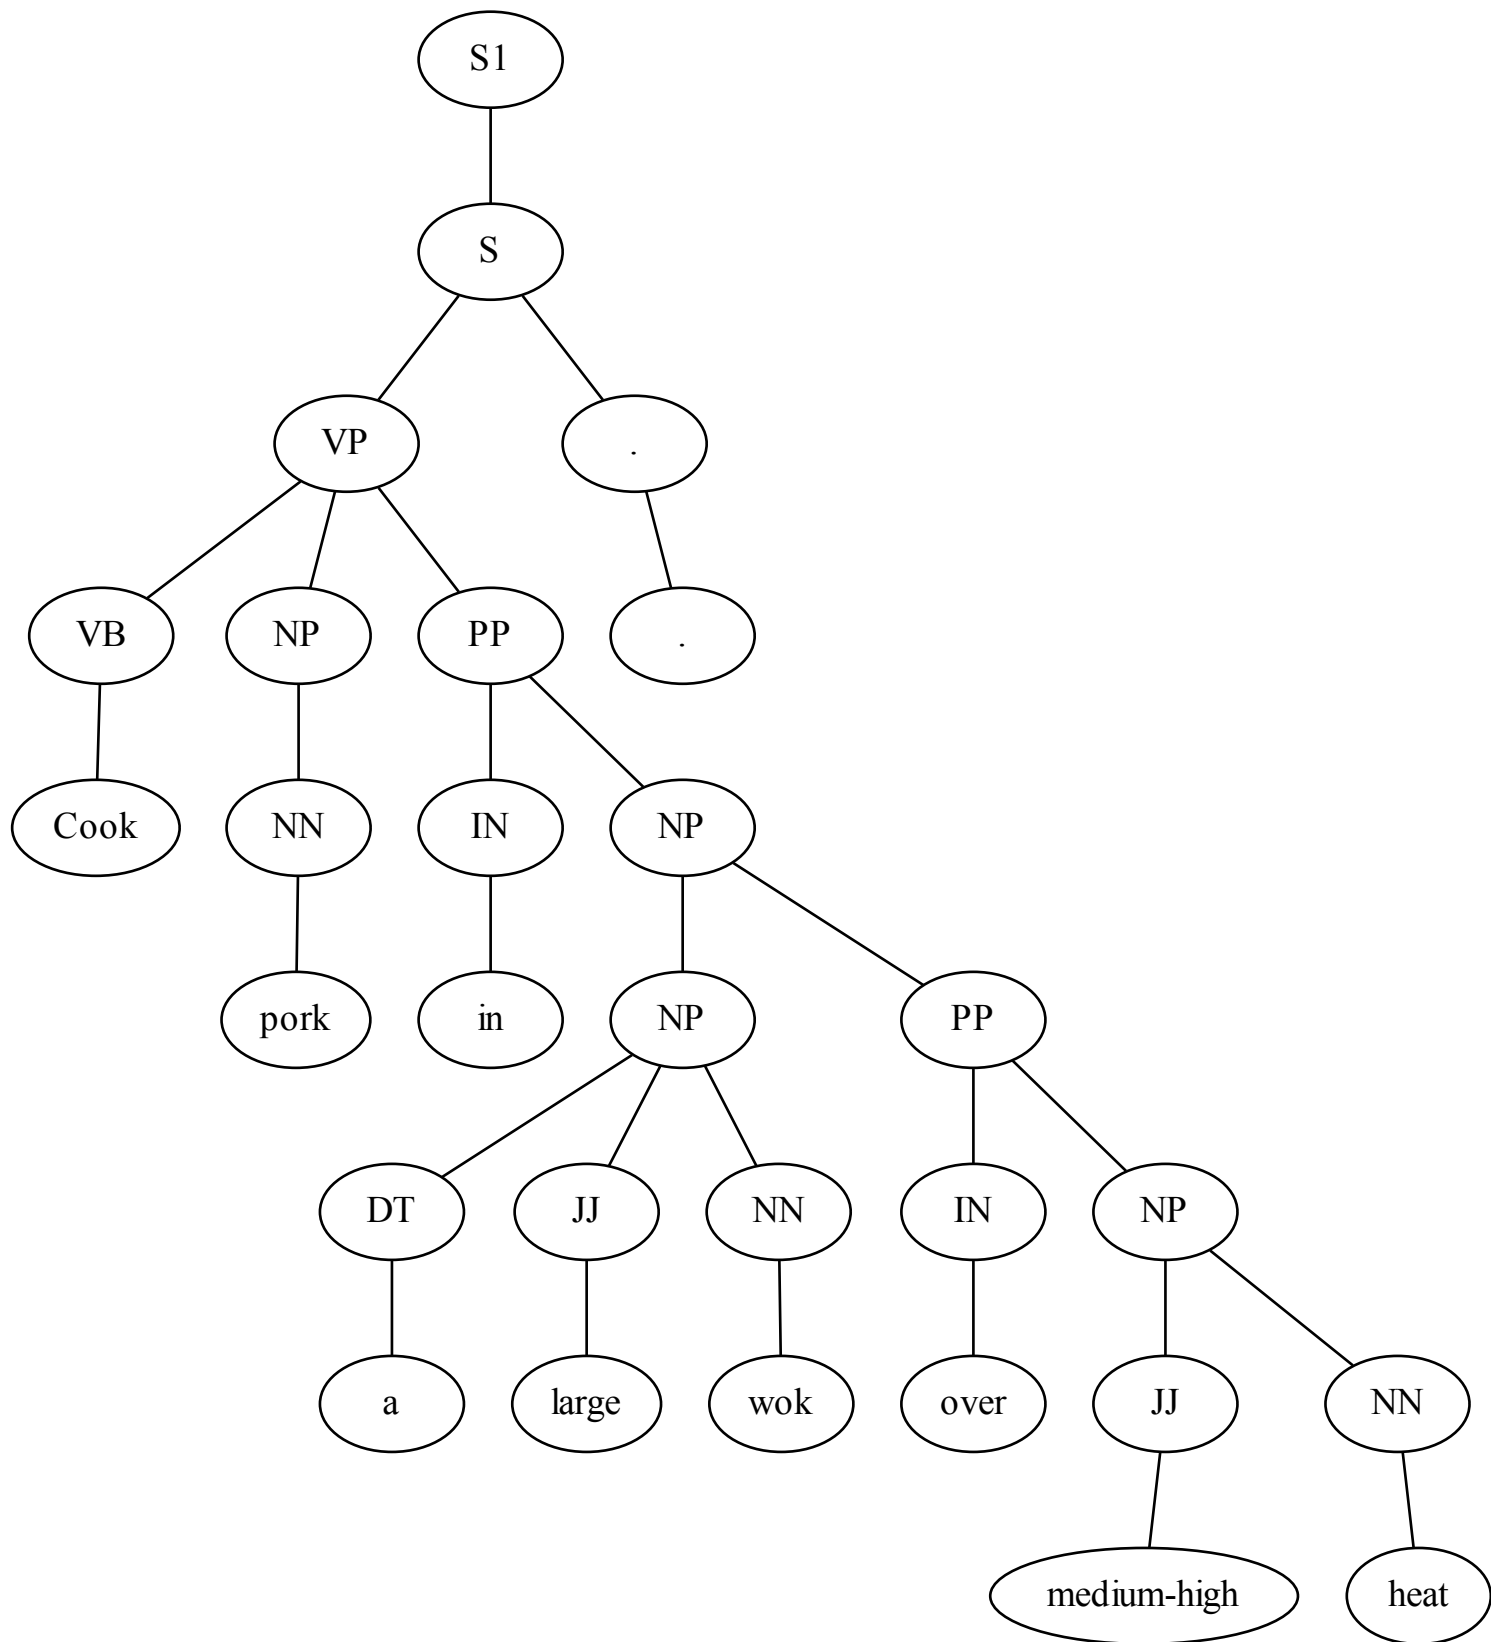 S1
S
VP .
VB NP PP .
Cook NN IN NP
pork in NP PP
DT JJ NN IN NP
a large wok over JJ NN
medium-high heat